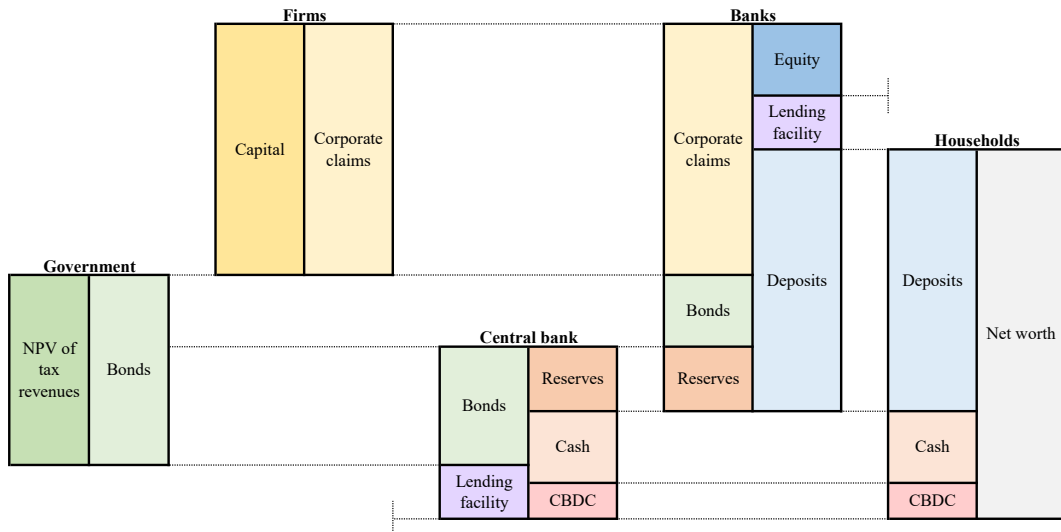 Firms
Capital
Corporate
claims
Banks
Corporate
claims
Bonds
Reserves
Equity
Lending
facility
Deposits
Households
Deposits
Cash
CBDC
Net worth
Government
NPV of
tax
revenues
Bonds
Central bank
Bonds
Lending
facility
Reserves
Cash
CBDC